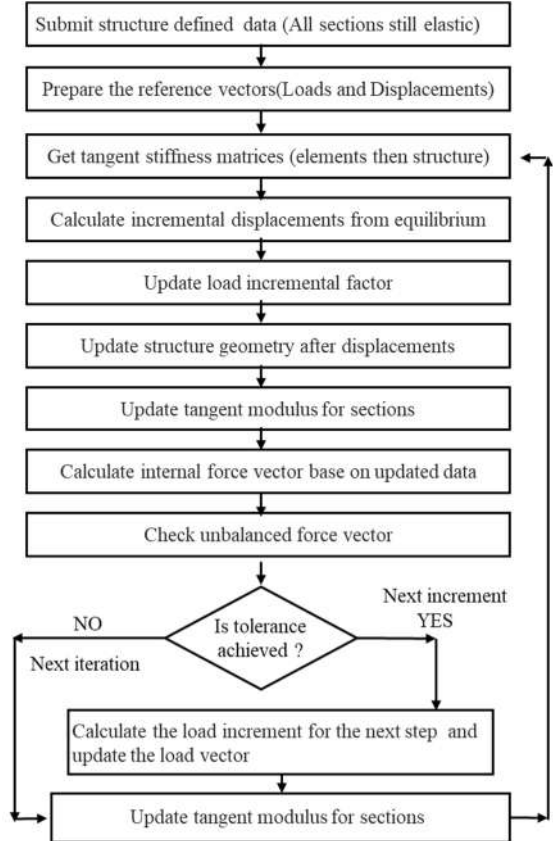 Submit structure defined data (All sections still elastic)
Prepare the reference vectors(Loads and Displacements)
Get tangent stiffness matrices (elements then structure)
Calculate incremental displacements from equilibrium
Update load incremental factor
Update structure geometry after displacements
Update tangent modulus for sections
Calculate internal force vector base on updated data
Check unbalanced force vector
Next increment
NO
YES
Is tolerance
achieved ?
Next iteration
Calculate the load increment for the next step and
update the load vector
Update tangent modulus for sections